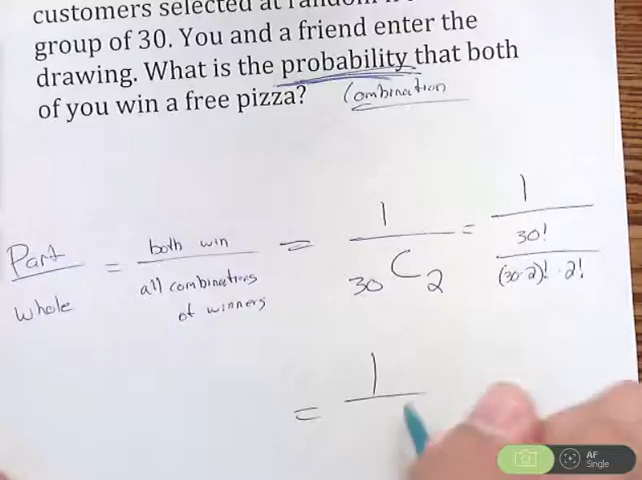 customers selected at random
group of 30. You and a friend enter the
drawing. What is the probability that both
of you win a free pizza? Combination
Part / whole = both win / all combinations of winners = 1 / 30 C 2 = 1 / 30! / (30-2)! · 2!
= 1
AF
Single